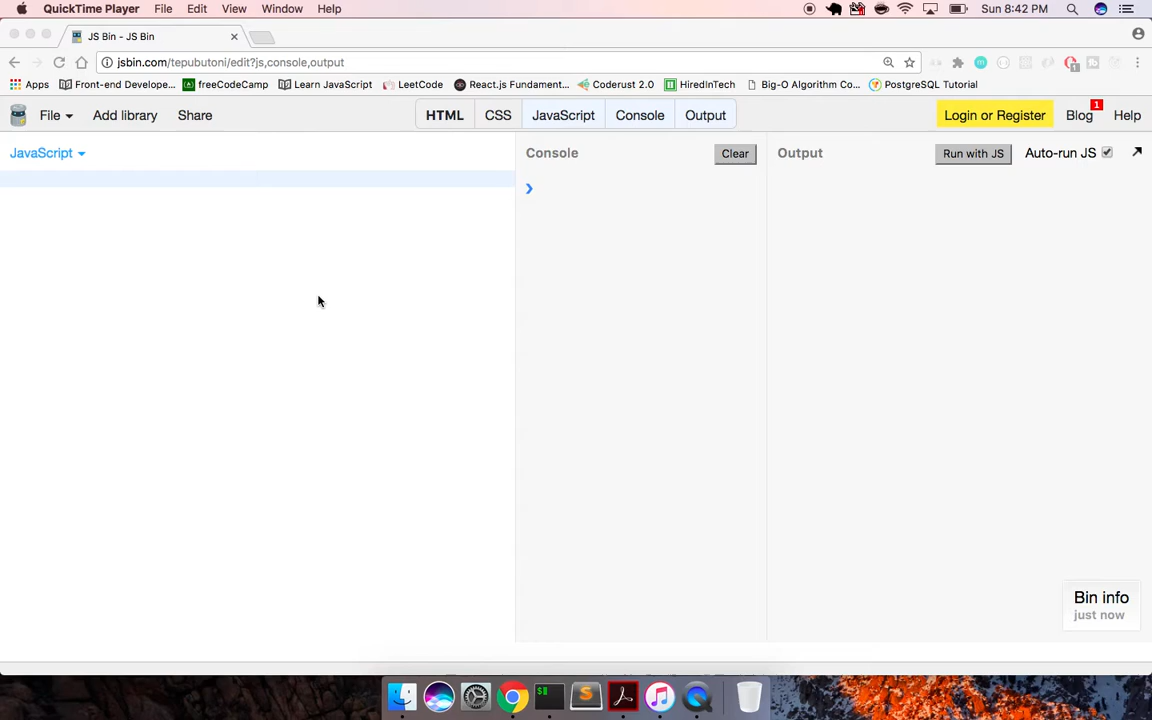 QuickTime Player File Edit View Window Help Sun 8:42 PM
JS Bin - JS Bin
jsbin.com/tepubutoni/edit?js,console,output
Apps Front-end Develope... freeCodeCamp Learn JavaScript LeetCode React.js Fundament... Coderust 2.0 HiredInTech Big-O Algorithm Co... PostgreSQL Tutorial
File Add library Share HTML CSS JavaScript Console Output Login or Register Blog 1 Help
JavaScript Console Clear Output Run with JS Auto-run JS
Bin info
just now